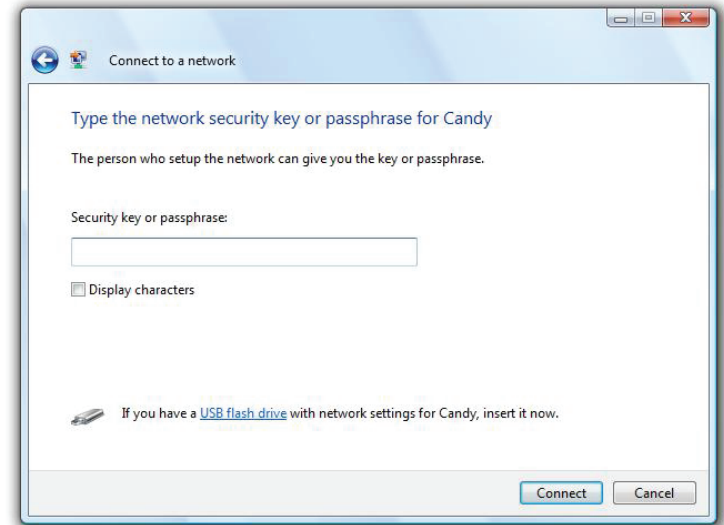 Connect to a network
Type the network security key or passphrase for Candy
The person who setup the network can give you the key or passphrase.
Security key or passphrase:
Display characters
If you have a USB flash drive with network settings for Candy, insert it now.
Connect Cancel